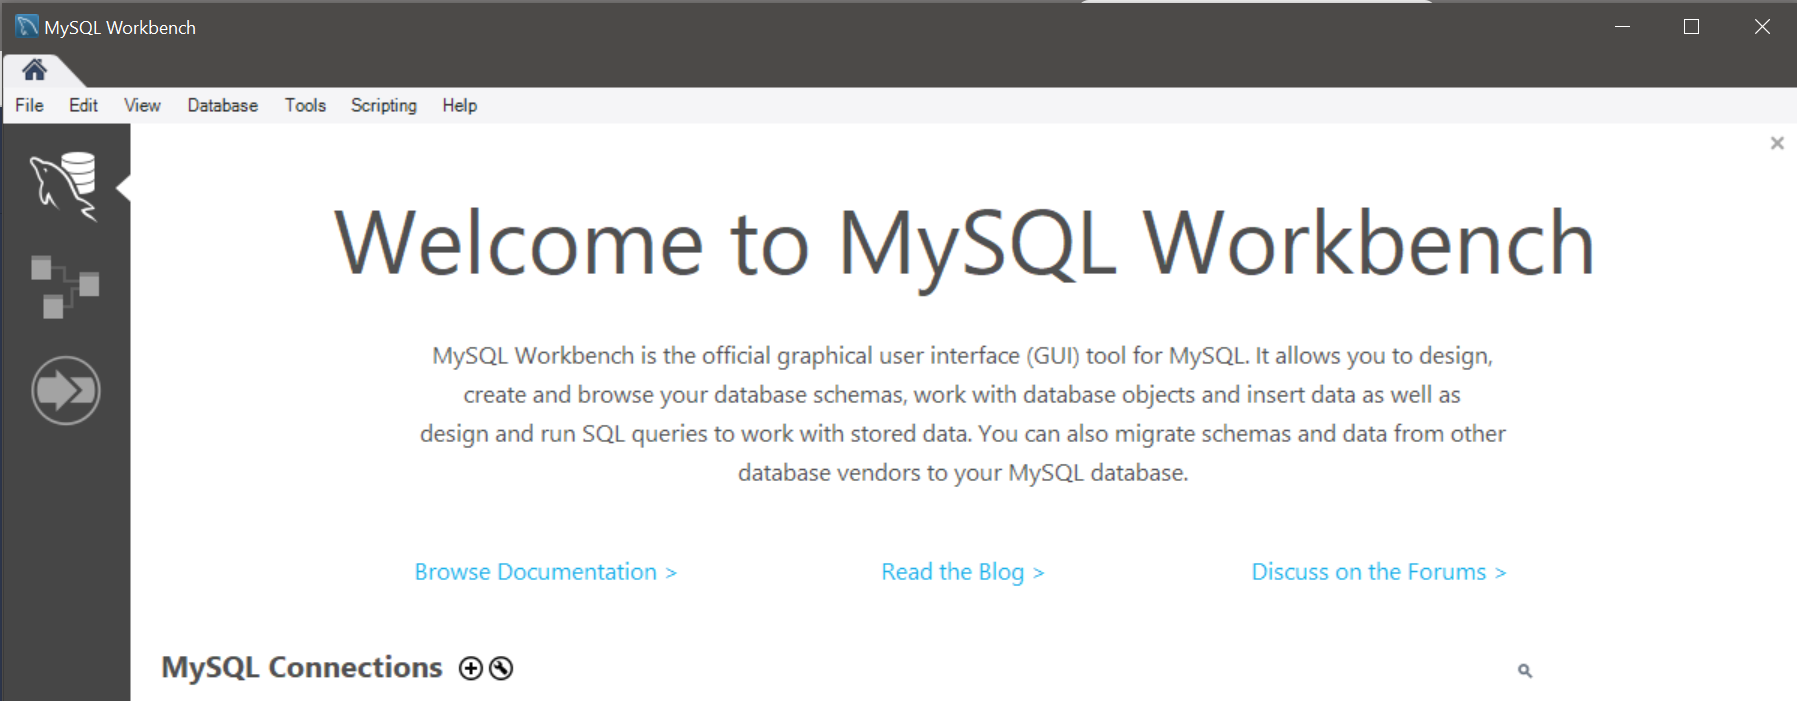 MySQL Workbench
File Edit View Database Tools Scripting Help
Welcome to MySQL Workbench
MySQL Workbench is the official graphical user interface (GUI) tool for MySQL. It allows you to design,
create and browse your database schemas, work with database objects and insert data as well as
design and run SQL queries to work with stored data. You can also migrate schemas and data from other
database vendors to your MySQL database.
Browse Documentation > Read the Blog > Discuss on the Forums >
MySQL Connections